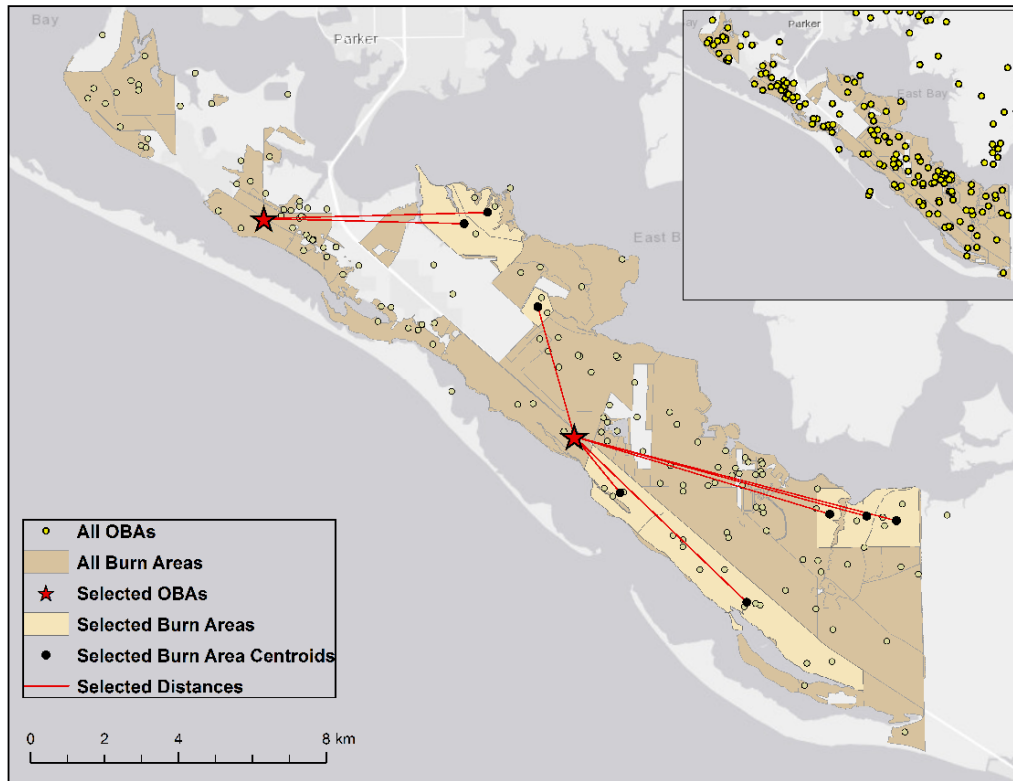 Bay
Parker
East B
Bay
Parker
East Bay
All OBAs
All Burn Areas
Selected OBAs
Selected Burn Areas
Selected Burn Area Centroids
Selected Distances
0 2 4 8 km